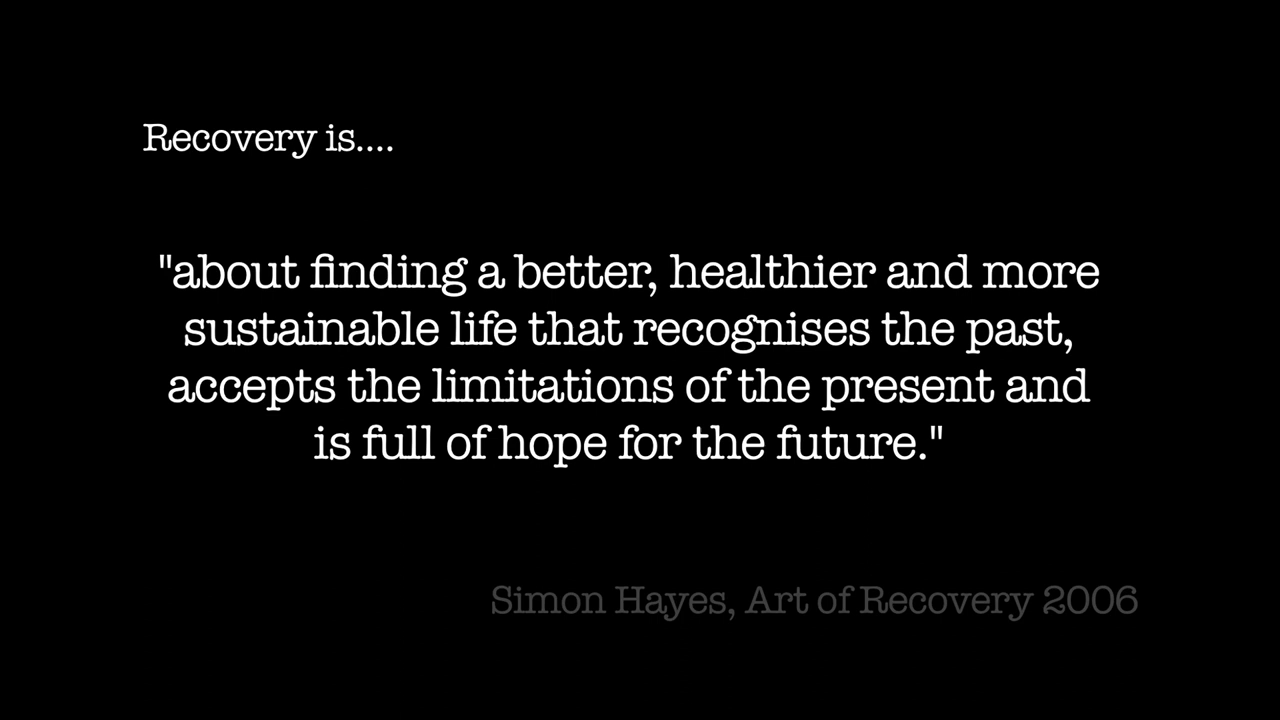 Recovery is....
"about finding a better, healthier and more
sustainable life that recognises the past,
accepts the limitations of the present and
is full of hope for the future."
Simon Hayes, Art of Recovery 2006